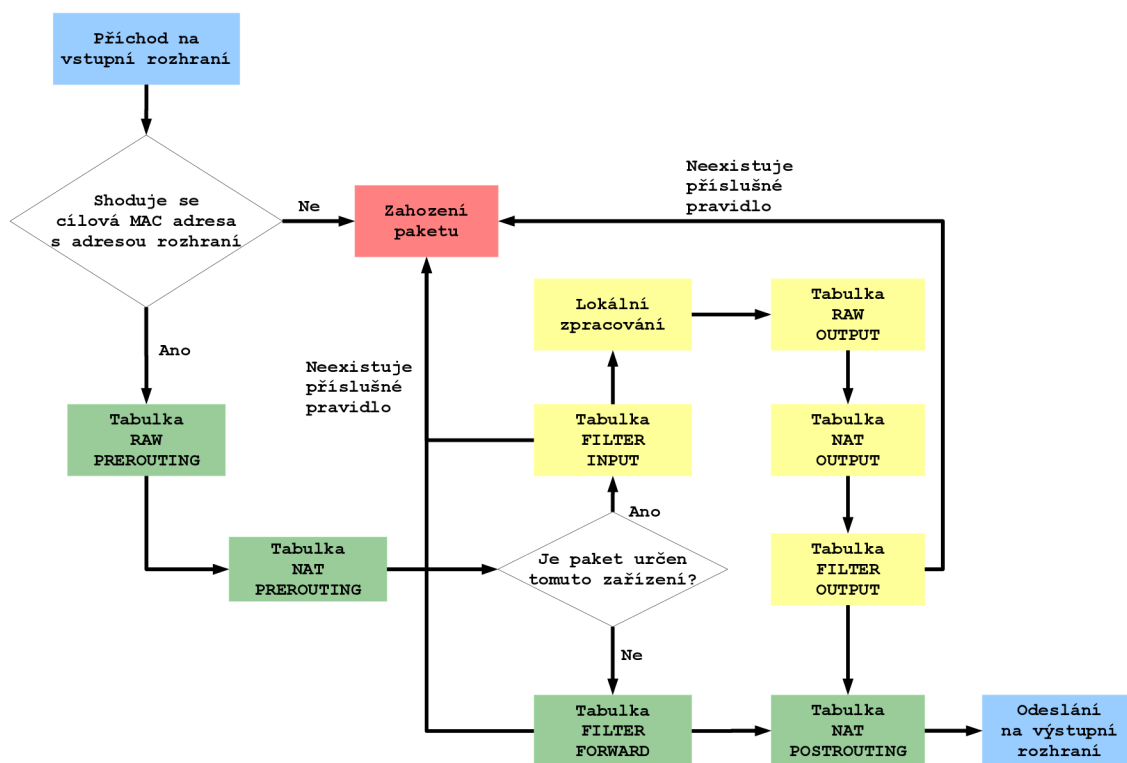 Příchod na
vstupní rozhraní
Shoduje se
cílová MAC adresa
s adresou rozhraní
Ne
Zahození
paketu
Neexistuje
příslušné
pravidlo
Ano
Lokální
zpracování
Tabulka
RAW
OUTPUT
Neexistuje
příslušné
pravidlo
Tabulka
RAW
PREROUTING
Tabulka
FILTER
INPUT
Tabulka
NAT
OUTPUT
Ano
Tabulka
NAT
PREROUTING
Je paket určen
tomuto zařízení?
Tabulka
FILTER
OUTPUT
Ne
Tabulka
FILTER
FORWARD
Tabulka
NAT
POSTROUTING
Odeslání
na výstupní
rozhraní